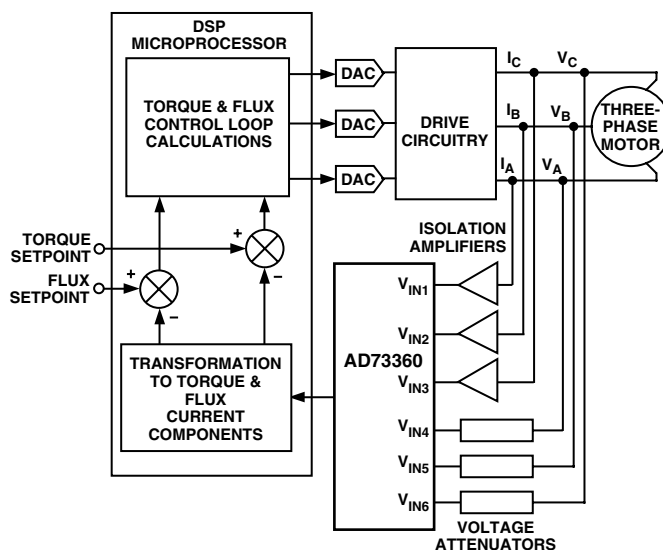 DSP
MICROPROCESSOR
TORQUE & FLUX
CONTROL LOOP
CALCULATIONS
DAC
DAC
DAC
DRIVE
CIRCUITRY
I_C
V_C
I_B
V_B
I_A
V_A
THREE-
PHASE
MOTOR
TORQUE
SETPOINT
+
–
FLUX
SETPOINT
+
–
TRANSFORMATION
TO TORQUE &
FLUX
CURRENT
COMPONENTS
ISOLATION
AMPLIFIERS
V_IN1
V_IN2
AD73360
V_IN3
V_IN4
V_IN5
V_IN6
VOLTAGE
ATTENUATORS